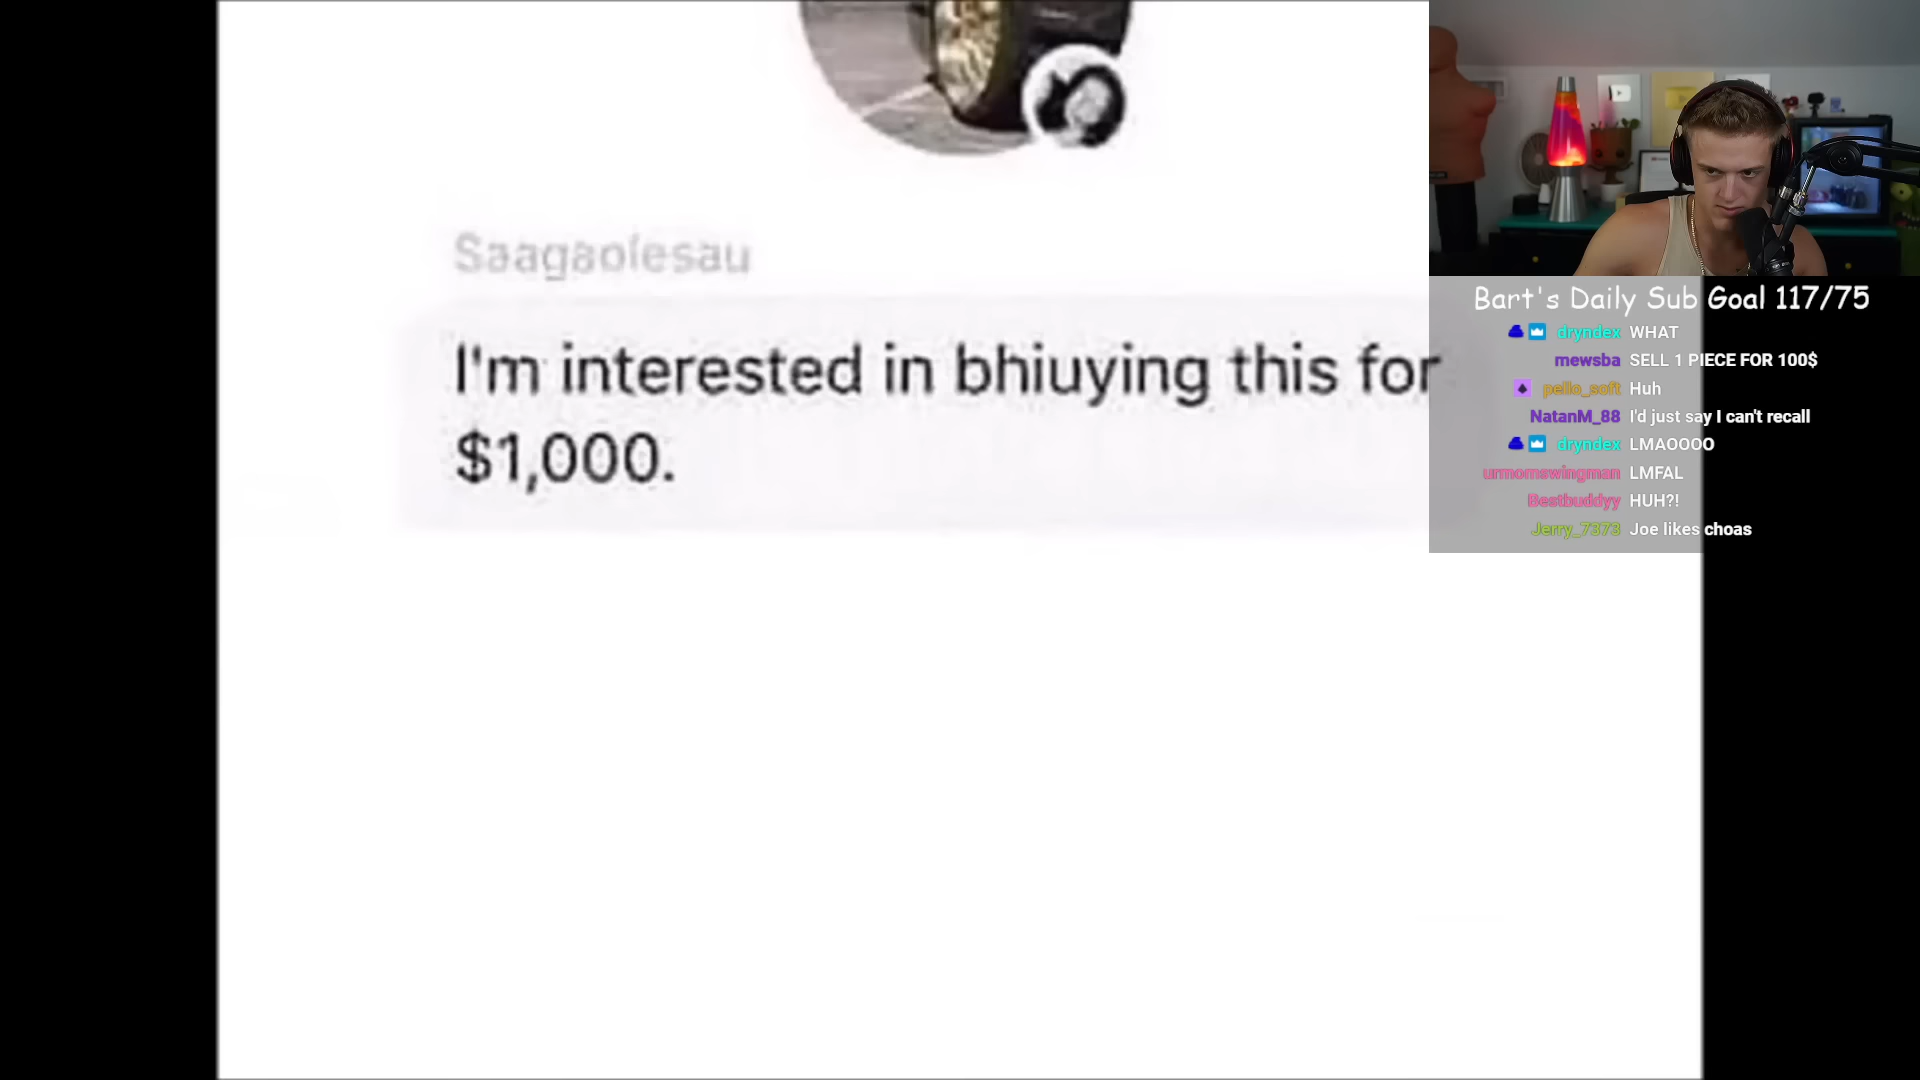 Saagaolesau
I'm interested in bhiuying this for
$1,000.
Bart's Daily Sub Goal 117/75
dryndex WHAT
mewsba SELL 1 PIECE FOR 100$
pello_soft Huh
NatanM_88 I'd just say I can't recall
dryndex LMAOOOO
urmomswingman LMFAL
Bestbuddyy HUH?!
Jerry_7373 Joe likes choas